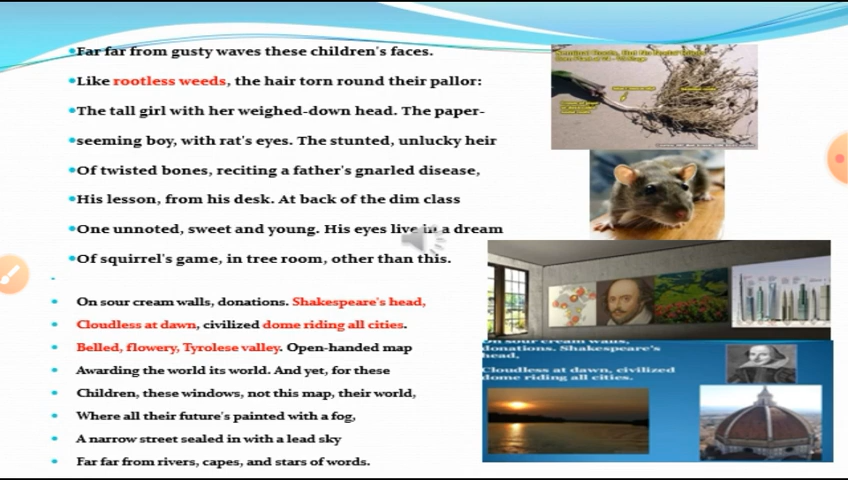 Far far from gusty waves these children's faces.
Like rootless weeds, the hair torn round their pallor:
The tall girl with her weighed-down head. The paper-
seeming boy, with rat's eyes. The stunted, unlucky heir
Of twisted bones, reciting a father's gnarled disease,
His lesson, from his desk. At back of the dim class
One unnoted, sweet and young. His eyes live in a dream
Of squirrel's game, in tree room, other than this.
On sour cream walls, donations. Shakespeare's head,
Cloudless at dawn, civilized dome riding all cities.
Belled, flowery, Tyrolese valley. Open-handed map
Awarding the world its world. And yet, for these
Children, these windows, not this map, their world,
Where all their future's painted with a fog,
A narrow street sealed in with a lead sky
Far far from rivers, capes, and stars of words.
On sour cream walls,
donations. Shakespeare's
head,
Cloudless at dawn, civilized
dome riding all cities.